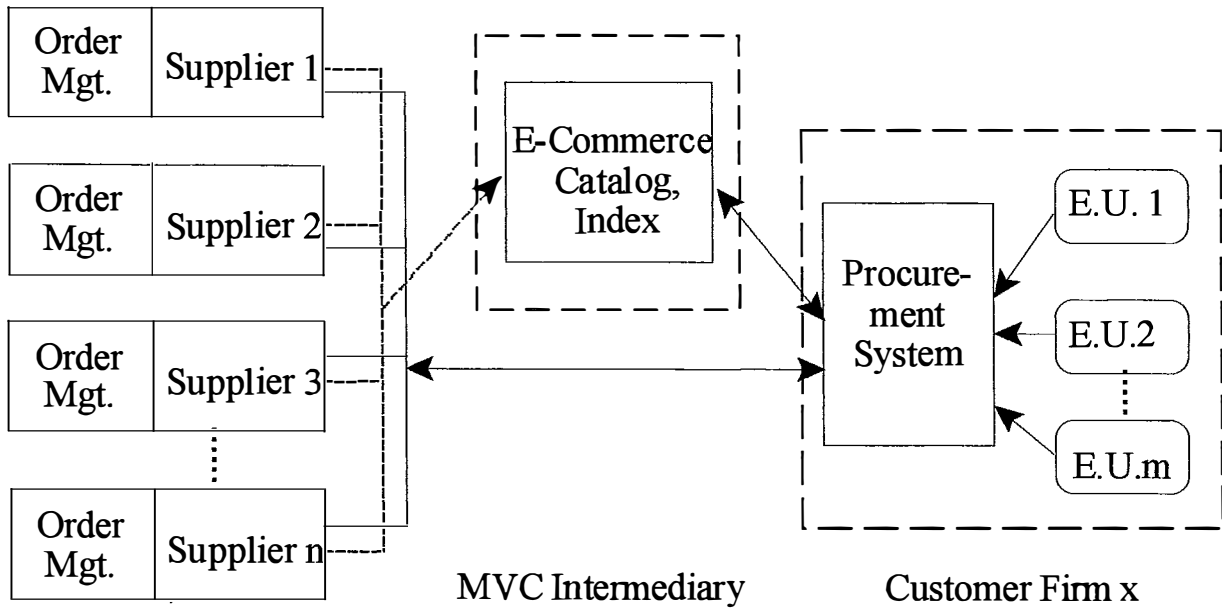 Order
Mgt.
Supplier 1
Order
Mgt.
Supplier 2
Order
Mgt.
Supplier 3
Order
Mgt.
Supplier n
E-Commerce
Catalog,
Index
MVC Intermediary
Procure-
ment
System
E.U. 1
E.U.2
E.U.m
Customer Firm x